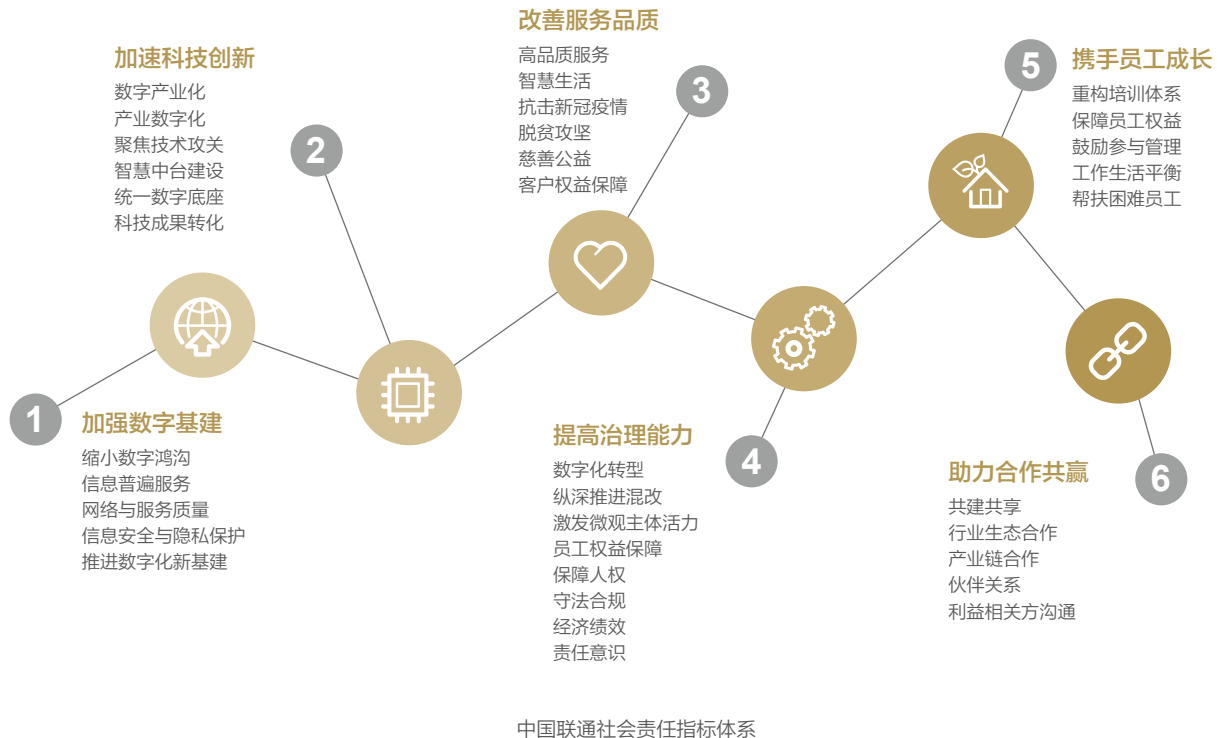 1
加强数字基建
缩小数字鸿沟
信息普遍服务
网络与服务质量
信息安全与隐私保护
推进数字化新基建
2
加速科技创新
数字产业化
产业数字化
聚焦技术攻关
智慧中台建设
统一数字底座
科技成果转化
3
改善服务品质
高品质服务
智慧生活
抗击新冠疫情
脱贫攻坚
慈善公益
客户权益保障
4
提高治理能力
数字化转型
纵深推进混改
激发微观主体活力
员工权益保障
保障人权
守法合规
经济绩效
责任意识
5
携手员工成长
重构培训体系
保障员工权益
鼓励参与管理
工作生活平衡
帮扶困难员工
6
助力合作共赢
共建共享
行业生态合作
产业链合作
伙伴关系
利益相关方沟通
中国联通社会责任指标体系